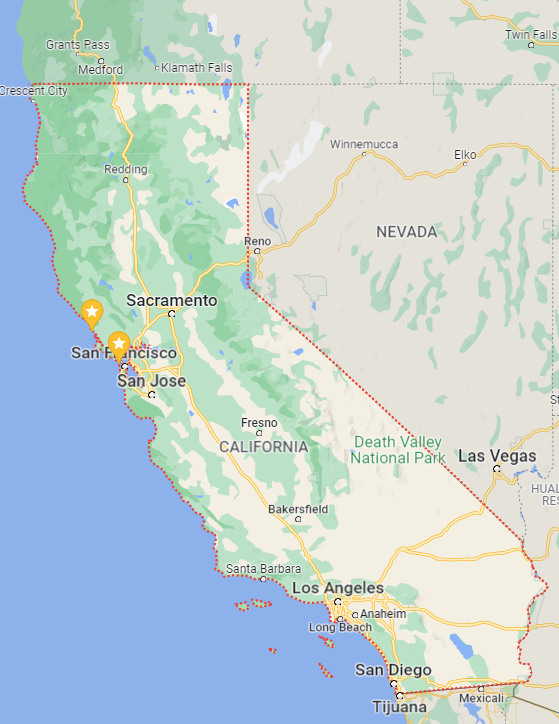 Grants Pass
Medford
Klamath Falls
Twin Falls
Crescent City
Winnemucca
Elko
Redding
Reno
NEVADA
Sacramento
San Francisco
San Jose
Fresno
CALIFORNIA
Death Valley
National Park
Las Vegas
HUAL
RES
Bakersfield
Santa Barbara
Los Angeles
Anaheim
Long Beach
San Diego
Mexicali
Tijuana